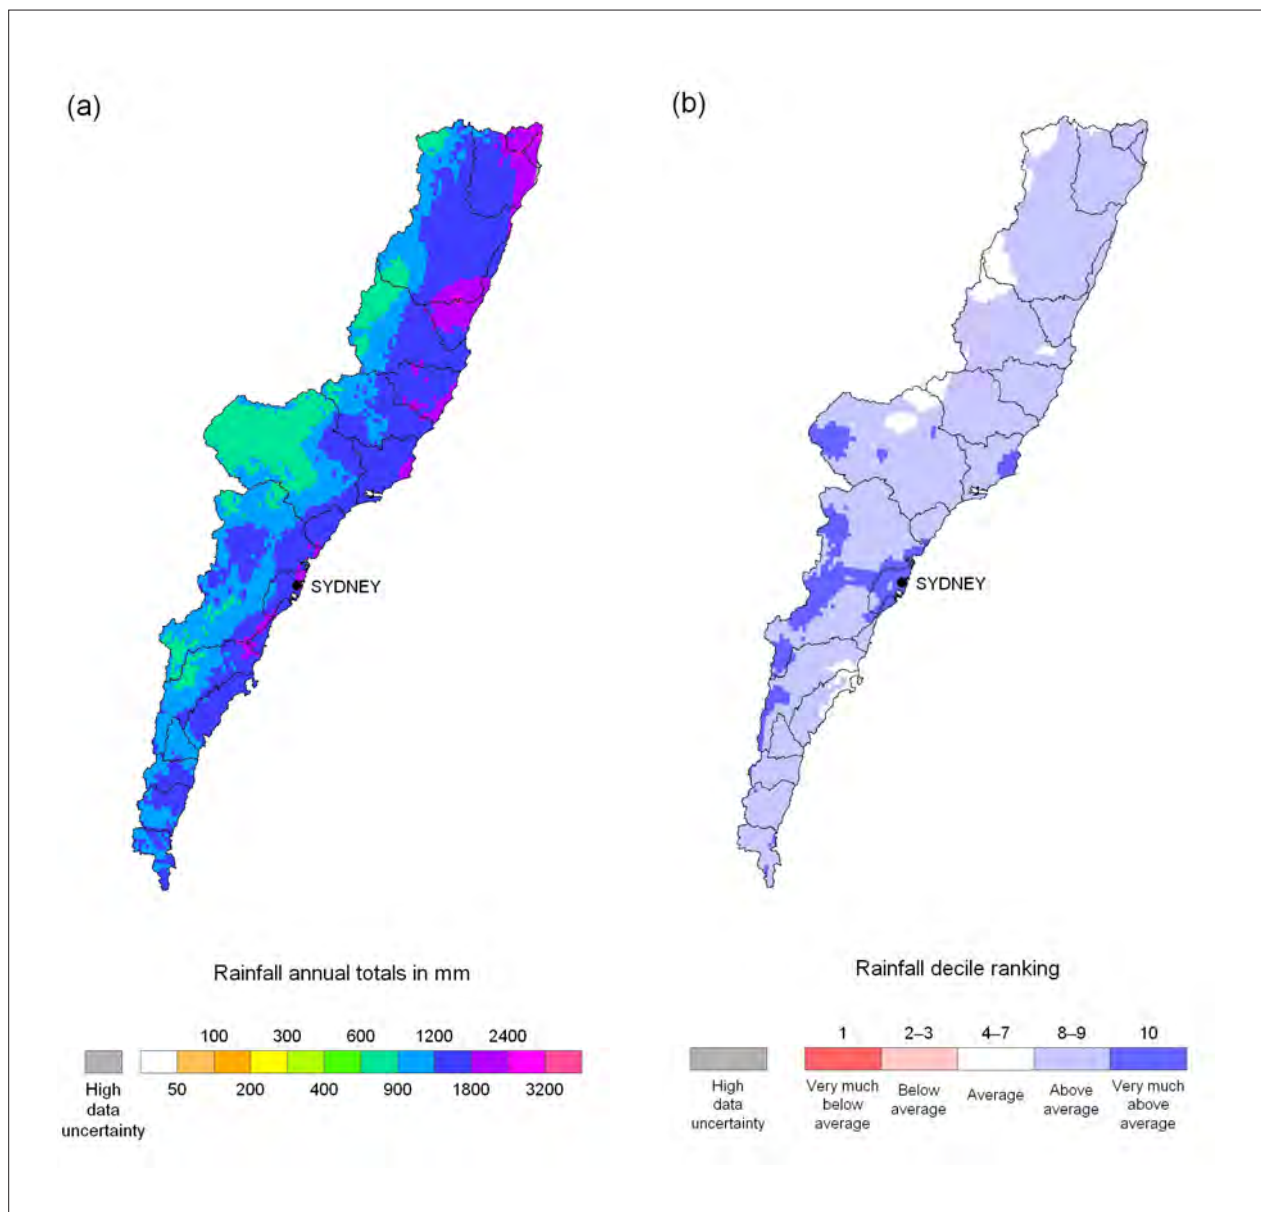 (a)
(b)
SYDNEY
SYDNEY
Rainfall annual totals in mm
100 300 600 1200 2400
50 200 400 900 1800 3200
High
data
uncertainty
Rainfall decile ranking
1 2–3 4–7 8–9 10
High
data
uncertainty
Very much
below
average
Below
average
Average
Above
average
Very much
above
average